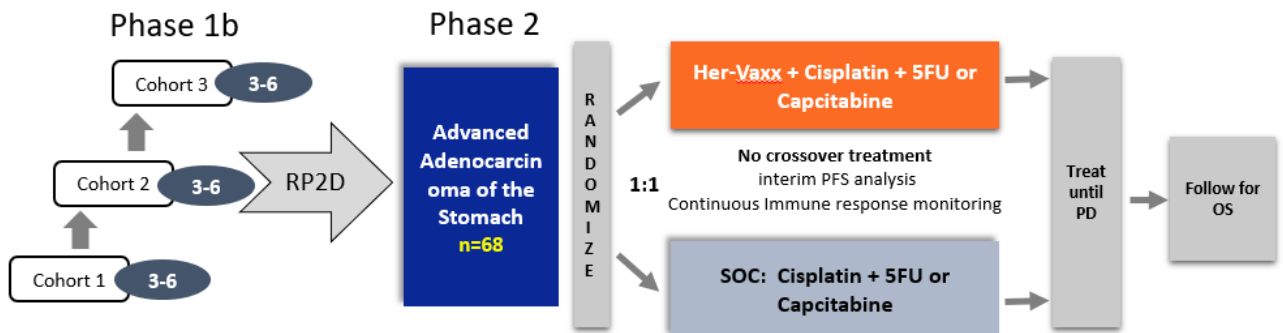 Phase 1b
Cohort 3
3-6
Cohort 2
3-6
Cohort 1
3-6
RP2D
Phase 2
Advanced
Adenocarcin
oma of the
Stomach
n=68
R
A
N
D
O
M
I
Z
E
1:1
Her-Vaxx + Cisplatin + 5FU or
Capcitabine
No crossover treatment
interim PFS analysis
Continuous Immune response monitoring
SOC: Cisplatin + 5FU or
Capcitabine
Treat
until
PD
Follow for
OS